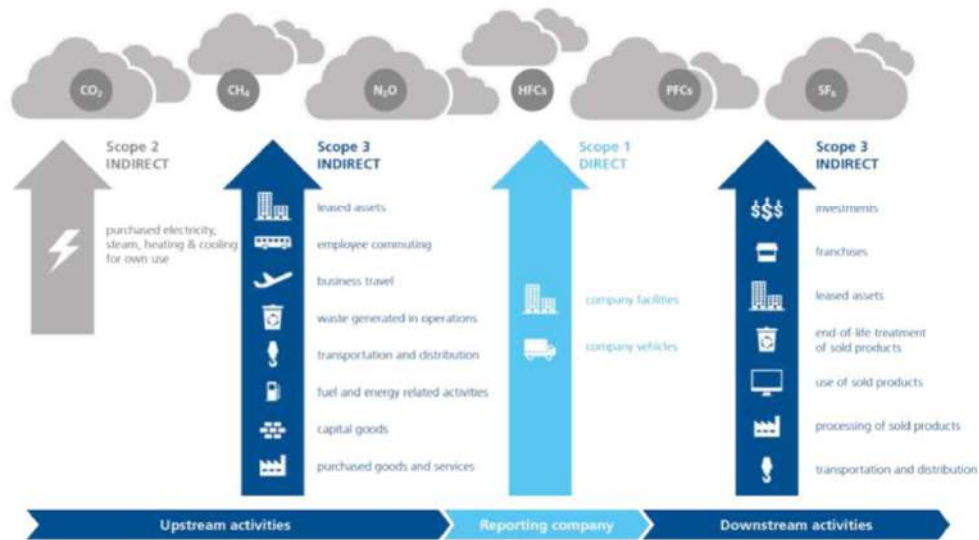 CO₂
CH₄
N₂O
HFCs
PFCs
SF₆
Scope 2
INDIRECT
purchased electricity,
steam, heating & cooling
for own use
Scope 3
INDIRECT
leased assets
employee commuting
business travel
waste generated in operations
transportation and distribution
fuel and energy related activities
capital goods
purchased goods and services
Scope 1
DIRECT
company facilities
company vehicles
Scope 3
INDIRECT
$$$
investments
franchises
leased assets
end-of-life treatment
of sold products
use of sold products
processing of sold products
transportation and distribution
Upstream activities
Reporting company
Downstream activities